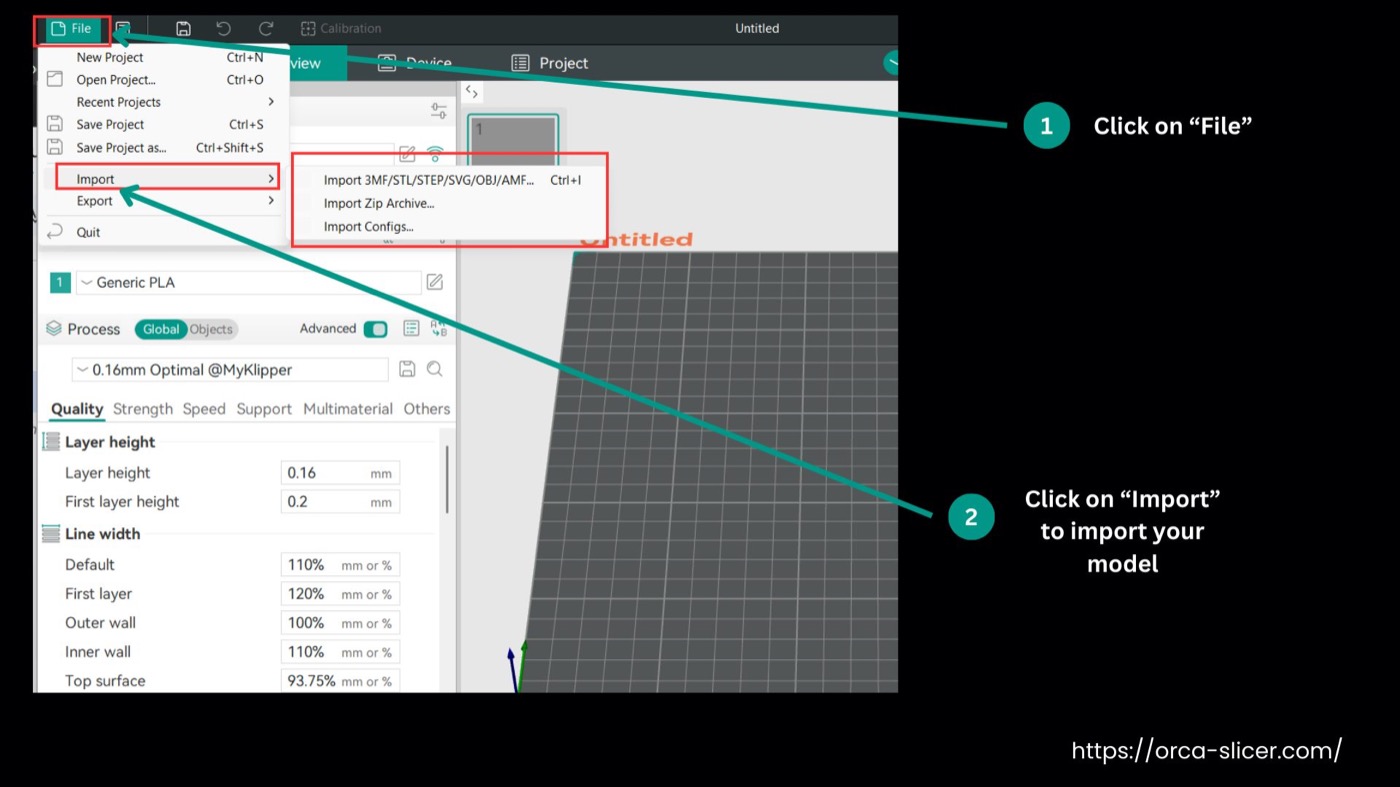 File
Calibration
Untitled
New Project Ctrl+N
view
Device
Project
Open Project... Ctrl+O
Recent Projects
Save Project Ctrl+S
Save Project as... Ctrl+Shift+S
1
Import
Import 3MF/STL/STEP/SVG/OBJ/AMF... Ctrl+I
Export
Import Zip Archive...
Import Configs...
Quit
Untitled
1 Generic PLA
Process Global Objects Advanced
0.16mm Optimal @MyKlipper
Quality Strength Speed Support Multimaterial Others
Layer height
Layer height 0.16 mm
First layer height 0.2 mm
Line width
Default 110% mm or %
First layer 120% mm or %
Outer wall 100% mm or %
Inner wall 110% mm or %
Top surface 93.75% mm or %
1 Click on “File”
2 Click on “Import”
to import your
model
https://orca-slicer.com/